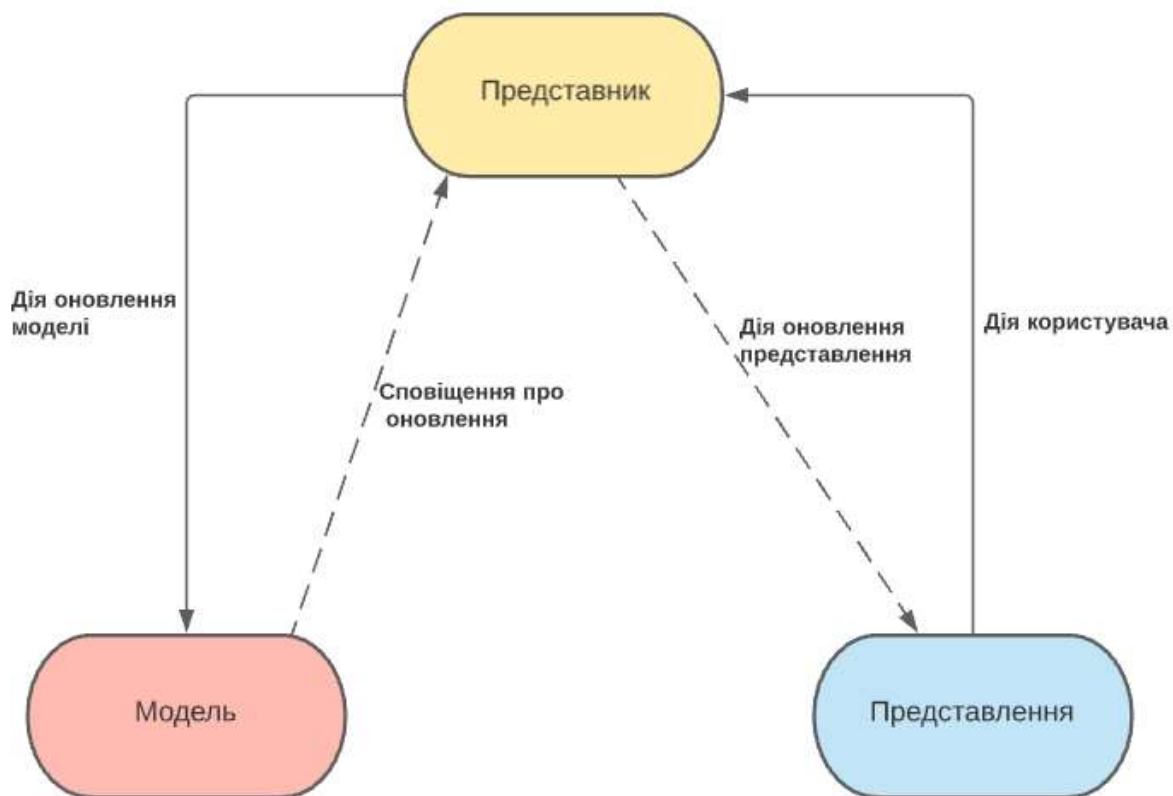 Представник
Дія оновлення
моделі
Сповіщення про
оновлення
Дія оновлення
представлення
Дія користувача
Модель
Представлення